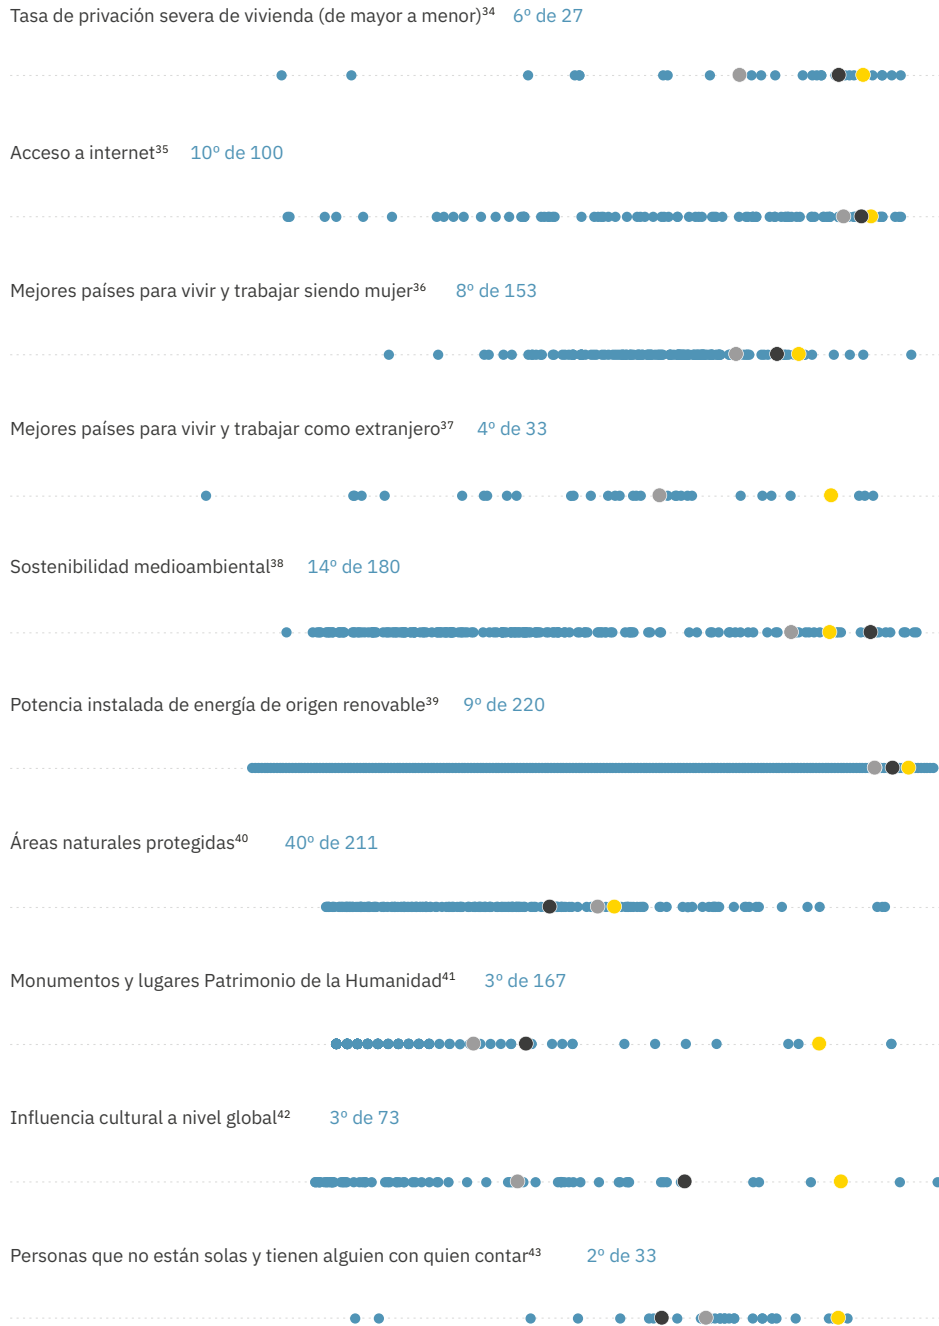 Tasa de privación severa de vivienda (de mayor a menor)³⁴ 6º de 27
Acceso a internet³⁵ 10º de 100
Mejores países para vivir y trabajar siendo mujer³⁶ 8º de 153
Mejores países para vivir y trabajar como extranjero³⁷ 4º de 33
Sostenibilidad medioambiental³⁸ 14º de 180
Potencia instalada de energía de origen renovable³⁹ 9º de 220
Áreas naturales protegidas⁴⁰ 40º de 211
Monumentos y lugares Patrimonio de la Humanidad⁴¹ 3º de 167
Influencia cultural a nivel global⁴² 3º de 73
Personas que no están solas y tienen alguien con quien contar⁴³ 2º de 33